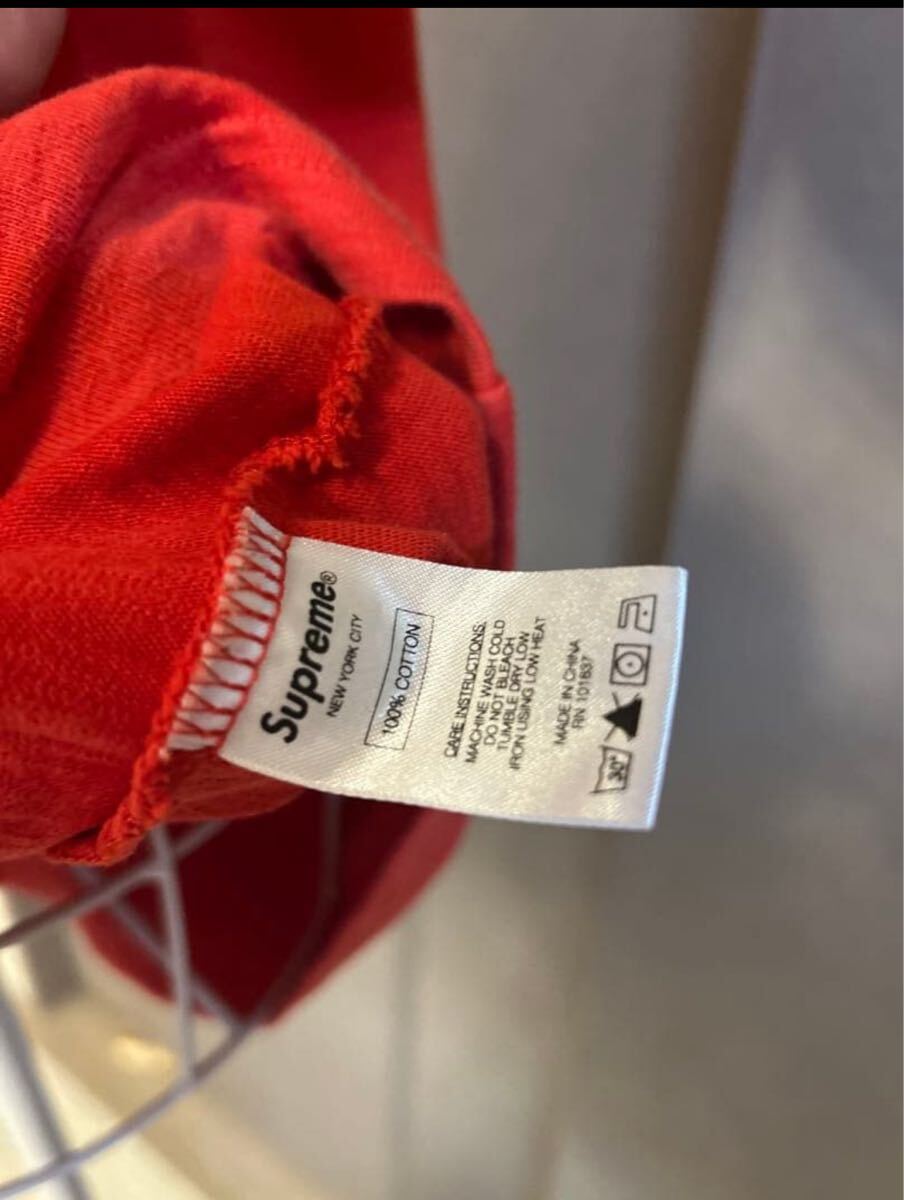 Supreme®
NEW YORK CITY
100% COTTON
CARE INSTRUCTIONS:
MACHINE WASH COLD
DO NOT BLEACH
TUMBLE DRY LOW
IRON USING LOW HEAT
MADE IN CHINA
RN 101837
30°